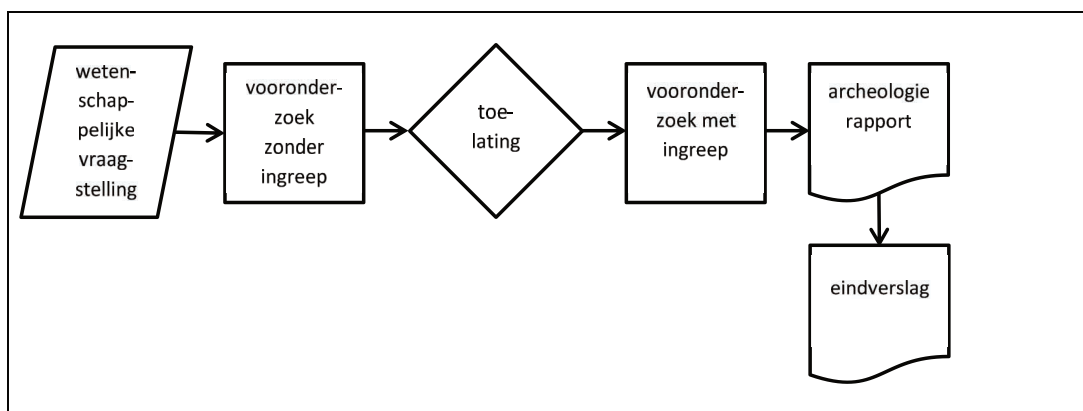 weten-
schap-
pelijke
vraag-
stelling
vooronder-
zoek
zonder
ingreep
toe-
lating
vooronder-
zoek met
ingreep
archeologie
rapport
eindverslag